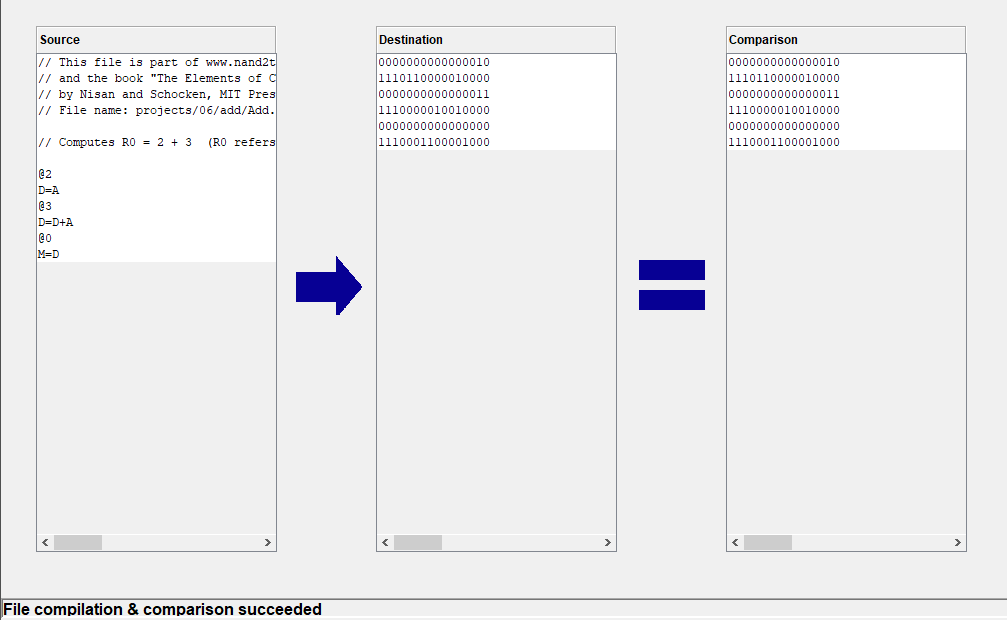 Source
// This file is part of www.nand2t
// and the book "The Elements of C
// by Nisan and Schocken, MIT Pres
// File name: projects/06/add/Add.
// Computes R0 = 2 + 3  (R0 refers
@2
D=A
@3
D=D+A
@0
M=D
Destination
0000000000000010
1110110000010000
0000000000000011
1110000010010000
0000000000000000
1110001100001000
Comparison
0000000000000010
1110110000010000
0000000000000011
1110000010010000
0000000000000000
1110001100001000
File compilation & comparison succeeded